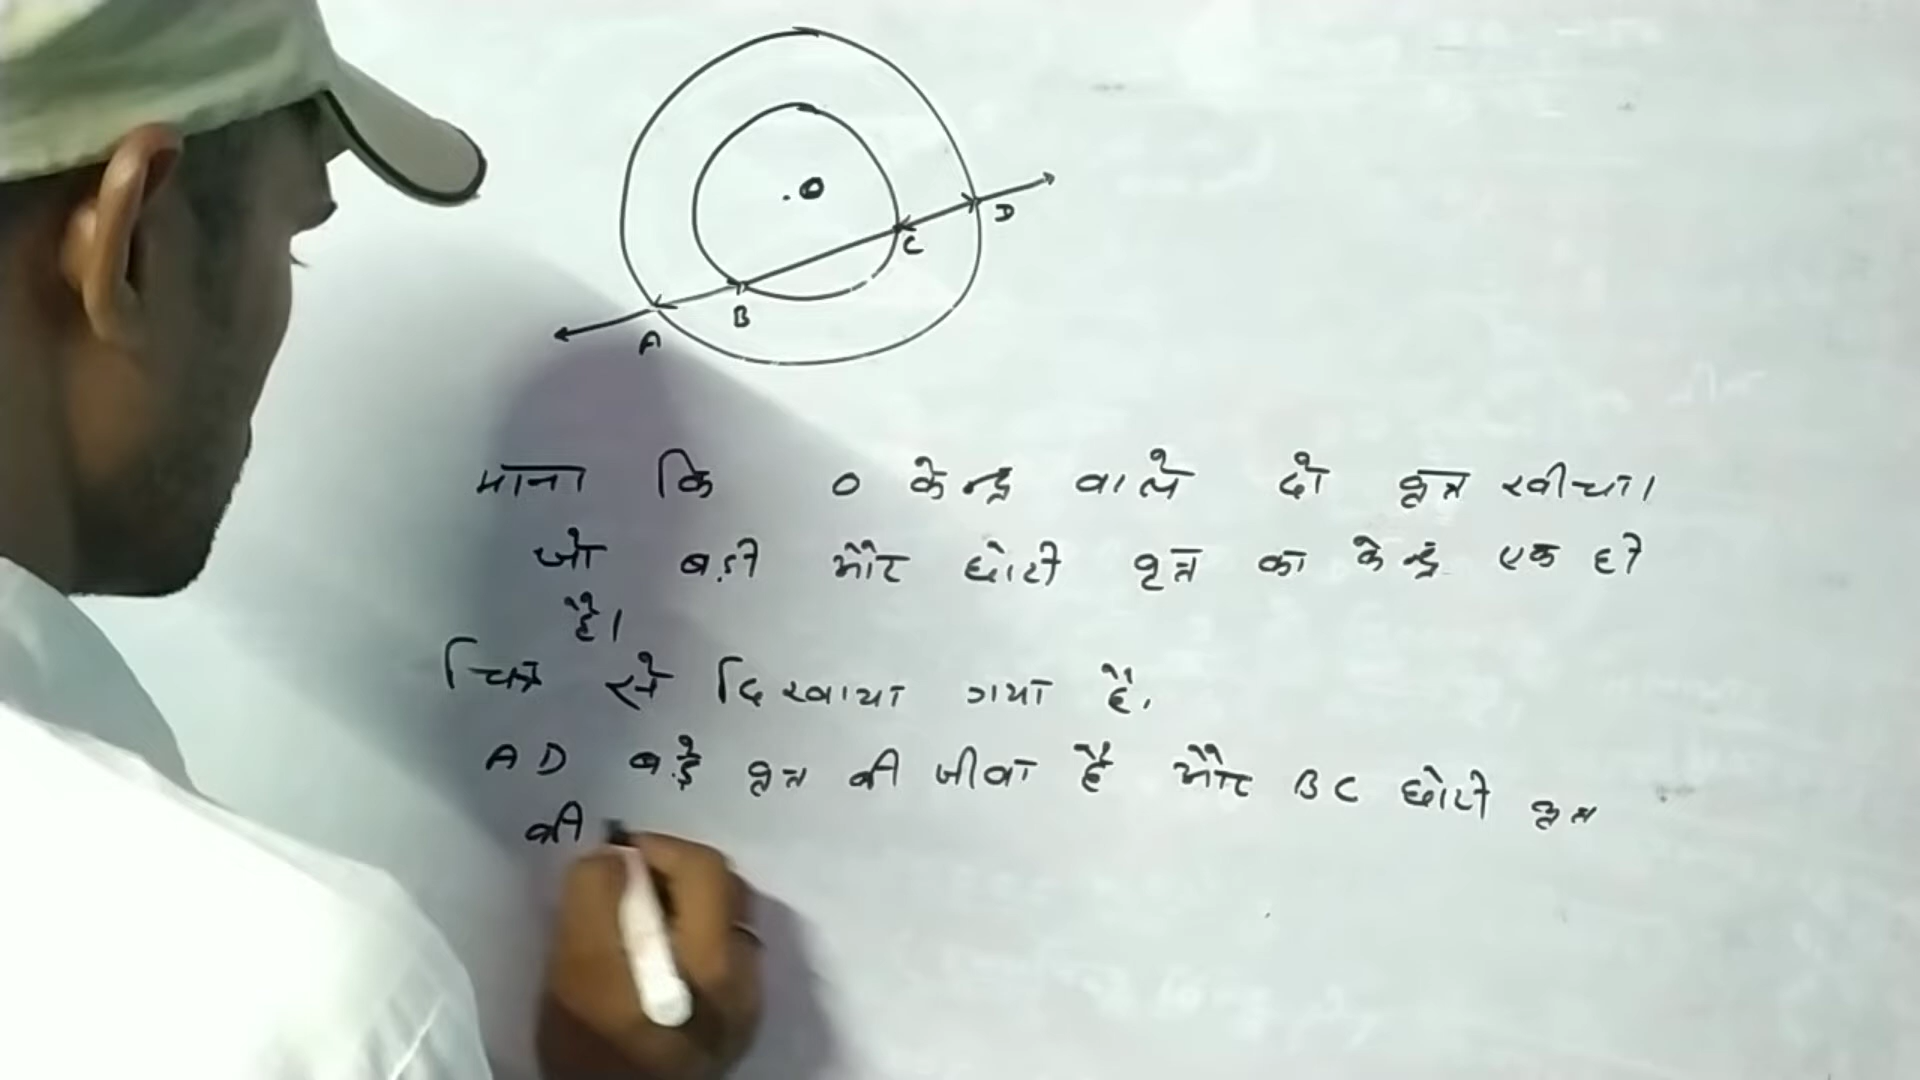 O
D
C
B
A
माना कि O केन्द्र वाले दो वृत्त खीचा।
जो बड़ी और छोटी वृत्त का केन्द्र एक ही
है।
चित्र से दिखाया गया है।
AD बड़े वृत्त की जीवा है और BC छोटी वृत्त
की